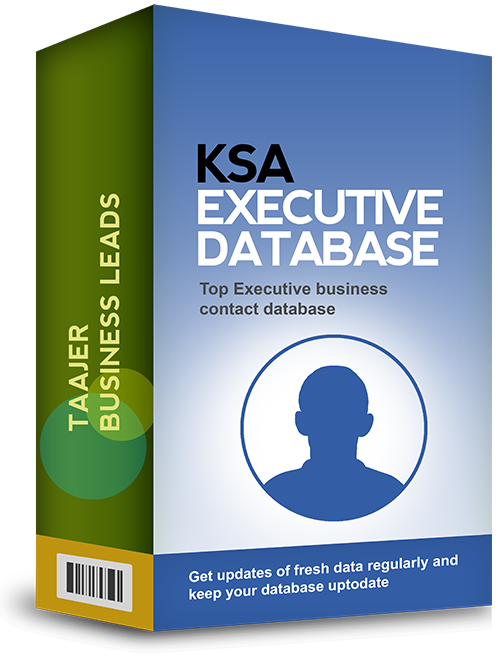 TAAJER
BUSINESS LEADS
KSA
EXECUTIVE
DATABASE
Top Executive business
contact database
Get updates of fresh data regularly and
keep your database uptodate